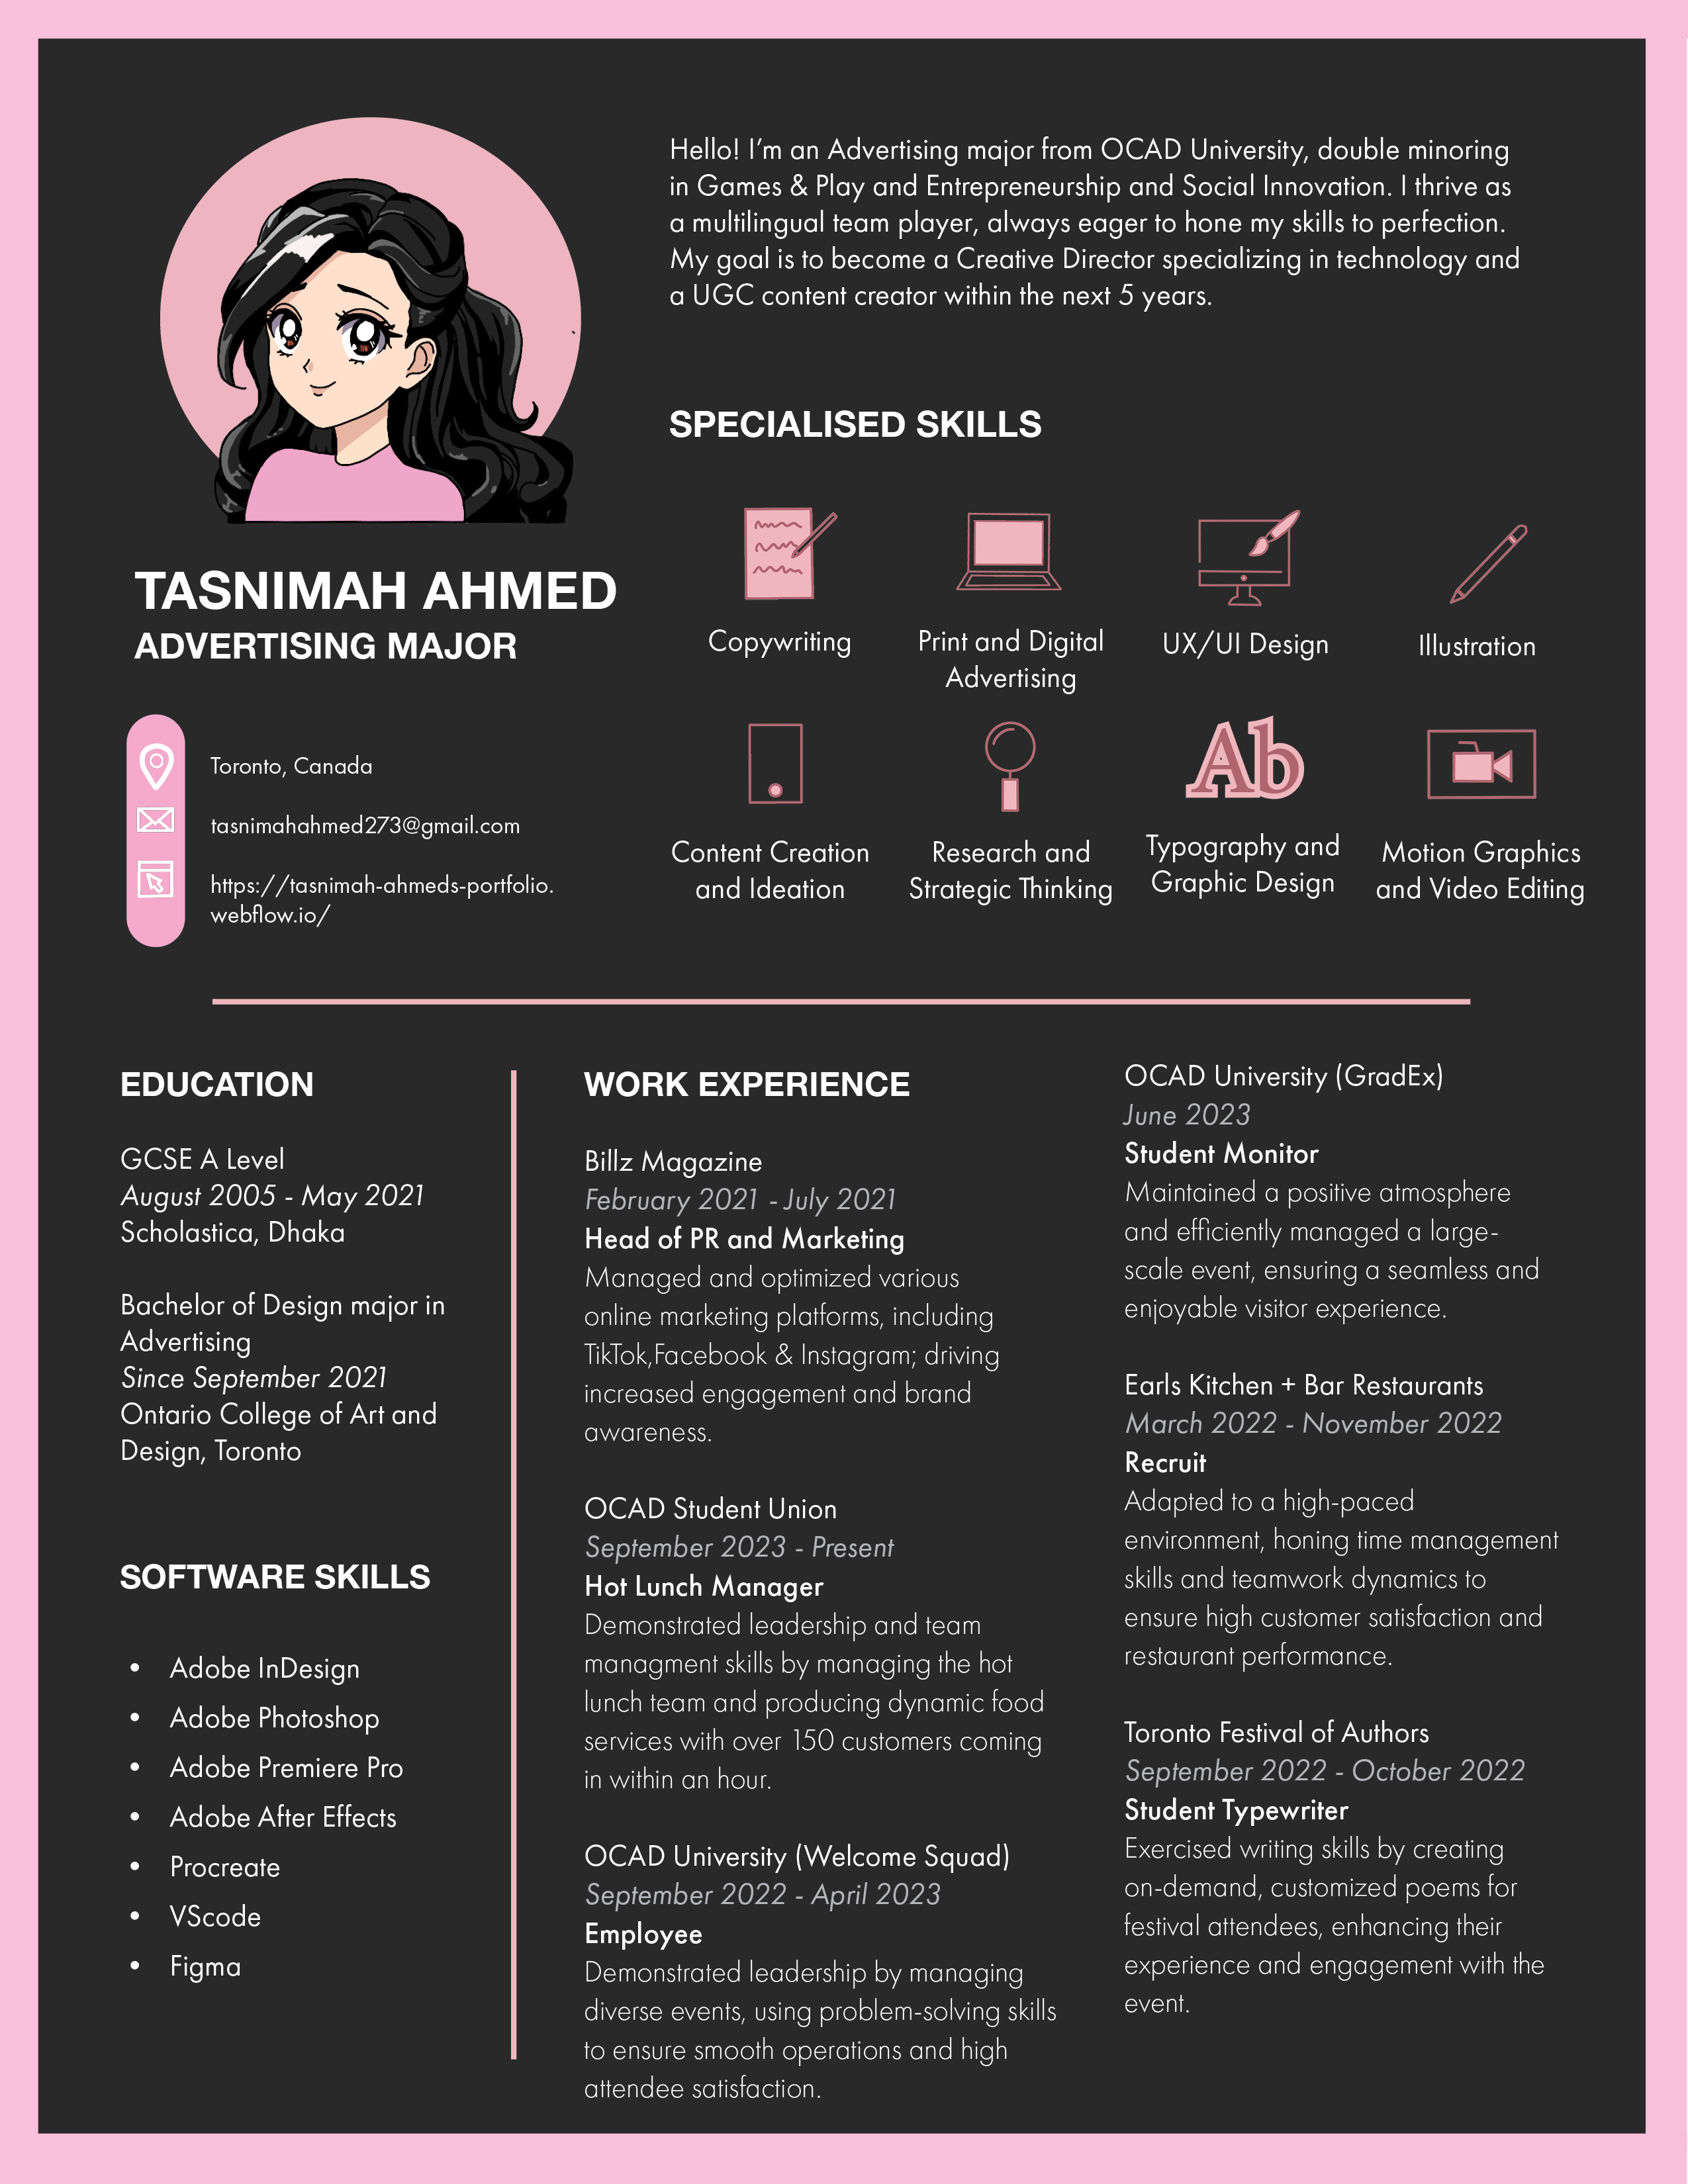 Hello! I'm an Advertising major from OCAD University, double minoring
in Games & Play and Entrepreneurship and Social Innovation. I thrive as
a multilingual team player, always eager to hone my skills to perfection.
My goal is to become a Creative Director specializing in technology and
a UGC content creator within the next 5 years.
TASNIMAH AHMED
ADVERTISING MAJOR
Toronto, Canada
tasnimahahmed273@gmail.com
https://tasnimah-ahmeds-portfolio.
webflow.io/
SPECIALISED SKILLS
Copywriting
Print and Digital
Advertising
UX/UI Design
Illustration
Content Creation
and Ideation
Research and
Strategic Thinking
Ab
Typography and
Graphic Design
Motion Graphics
and Video Editing
EDUCATION
GCSE A Level
August 2005 - May 2021
Scholastica, Dhaka
Bachelor of Design major in
Advertising
Since September 2021
Ontario College of Art and
Design, Toronto
SOFTWARE SKILLS
• Adobe InDesign
• Adobe Photoshop
• Adobe Premiere Pro
• Adobe After Effects
• Procreate
• VScode
• Figma
WORK EXPERIENCE
Billz Magazine
February 2021 - July 2021
Head of PR and Marketing
Managed and optimized various
online marketing platforms, including
TikTok,Facebook & Instagram; driving
increased engagement and brand
awareness.
OCAD Student Union
September 2023 - Present
Hot Lunch Manager
Demonstrated leadership and team
managment skills by managing the hot
lunch team and producing dynamic food
services with over 150 customers coming
in within an hour.
OCAD University (Welcome Squad)
September 2022 - April 2023
Employee
Demonstrated leadership by managing
diverse events, using problem-solving skills
to ensure smooth operations and high
attendee satisfaction.
OCAD University (GradEx)
June 2023
Student Monitor
Maintained a positive atmosphere
and efficiently managed a large-
scale event, ensuring a seamless and
enjoyable visitor experience.
Earls Kitchen + Bar Restaurants
March 2022 - November 2022
Recruit
Adapted to a high-paced
environment, honing time management
skills and teamwork dynamics to
ensure high customer satisfaction and
restaurant performance.
Toronto Festival of Authors
September 2022 - October 2022
Student Typewriter
Exercised writing skills by creating
on-demand, customized poems for
festival attendees, enhancing their
experience and engagement with the
event.